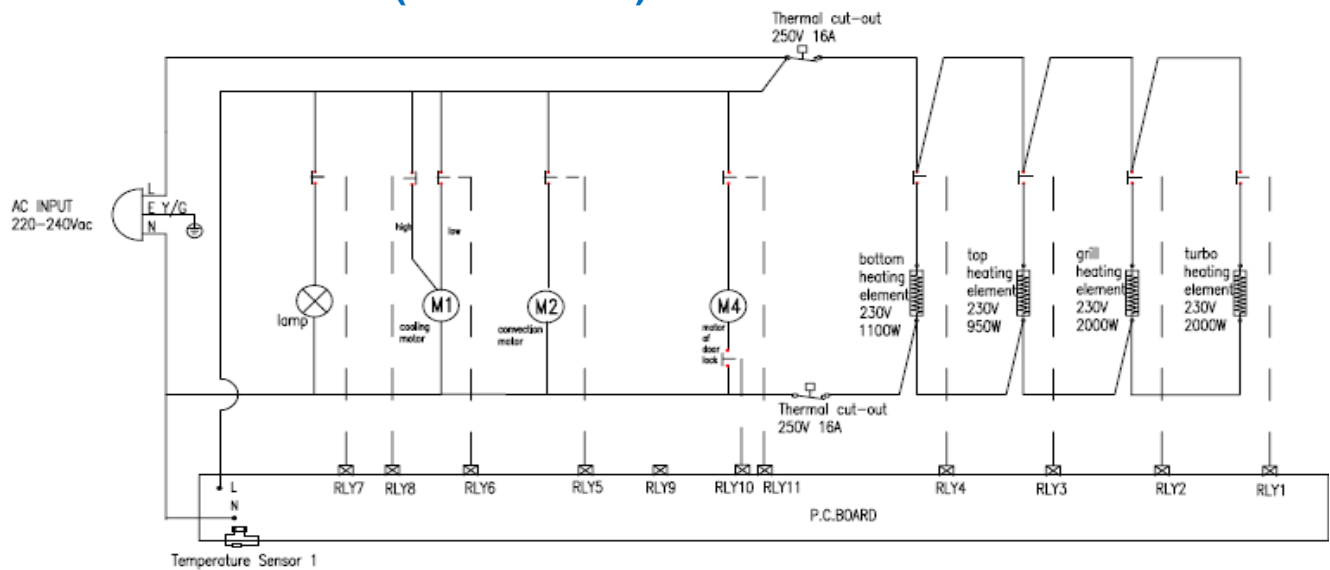 Thermal cut-out
250V 16A
AC INPUT
220-240Vac
L
E Y/G
N
high
low
lamp
M1
cooling
motor
M2
convection
motor
M4
motor
of
door
lock
bottom
heating
element
230V
1100W
top
heating
element
230V
950W
grill
heating
element
230V
2000W
turbo
heating
element
230V
2000W
Thermal cut-out
250V 16A
L
N
RLY7
RLY8
RLY6
RLY5
RLY9
RLY10
RLY11
RLY4
RLY3
RLY2
RLY1
P.C.BOARD
Temperature Sensor 1